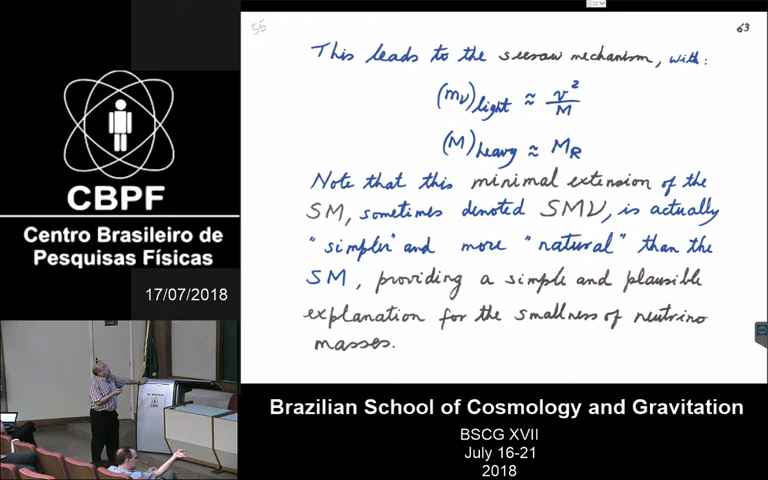 55
63
This leads to the seesaw mechanism, with:
(mν)light ≈ v²/M
(M)heavy ≈ MR
Note that this minimal extension of the
SM, sometimes denoted SMν, is actually
"simpler" and more "natural" than the
SM, providing a simple and plausible
explanation for the smallness of neutrino
masses.
CBPF
Centro Brasileiro de
Pesquisas Físicas
17/07/2018
Brazilian School of Cosmology and Gravitation
BSCG XVII
July 16-21
2018